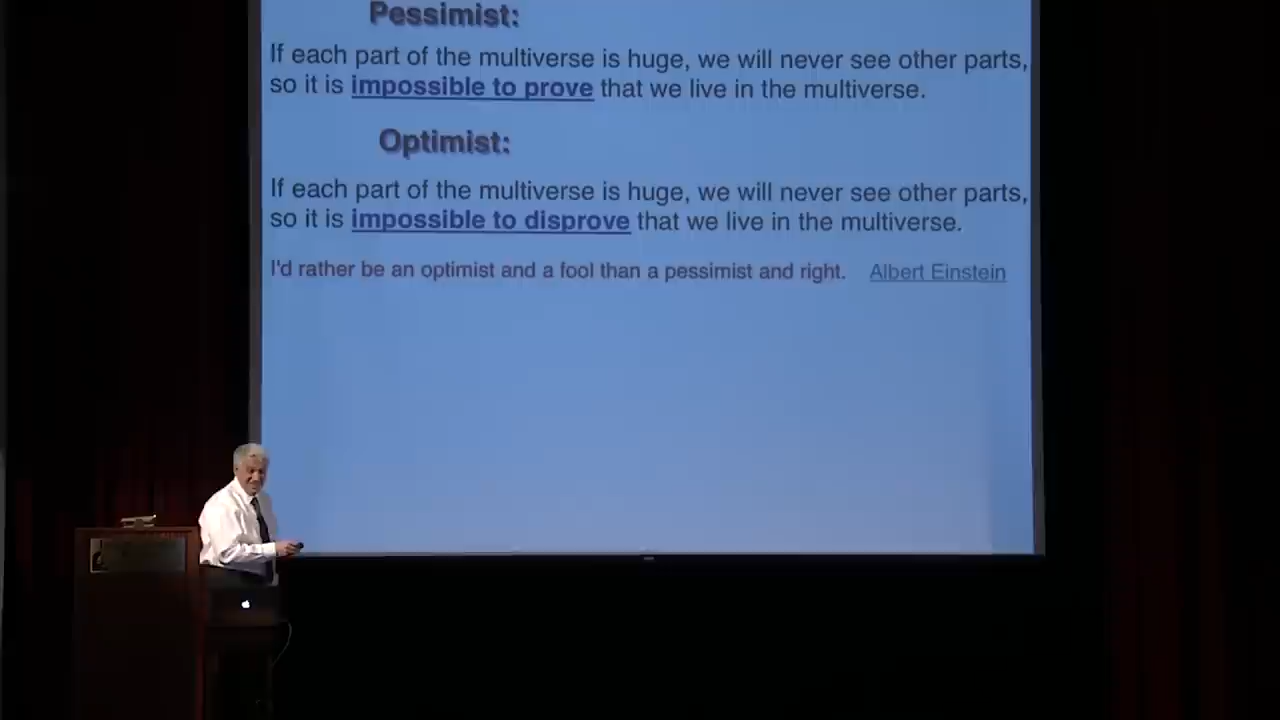 Pessimist:
If each part of the multiverse is huge, we will never see other parts,
so it is impossible to prove that we live in the multiverse.
Optimist:
If each part of the multiverse is huge, we will never see other parts,
so it is impossible to disprove that we live in the multiverse.
I'd rather be an optimist and a fool than a pessimist and right. Albert Einstein